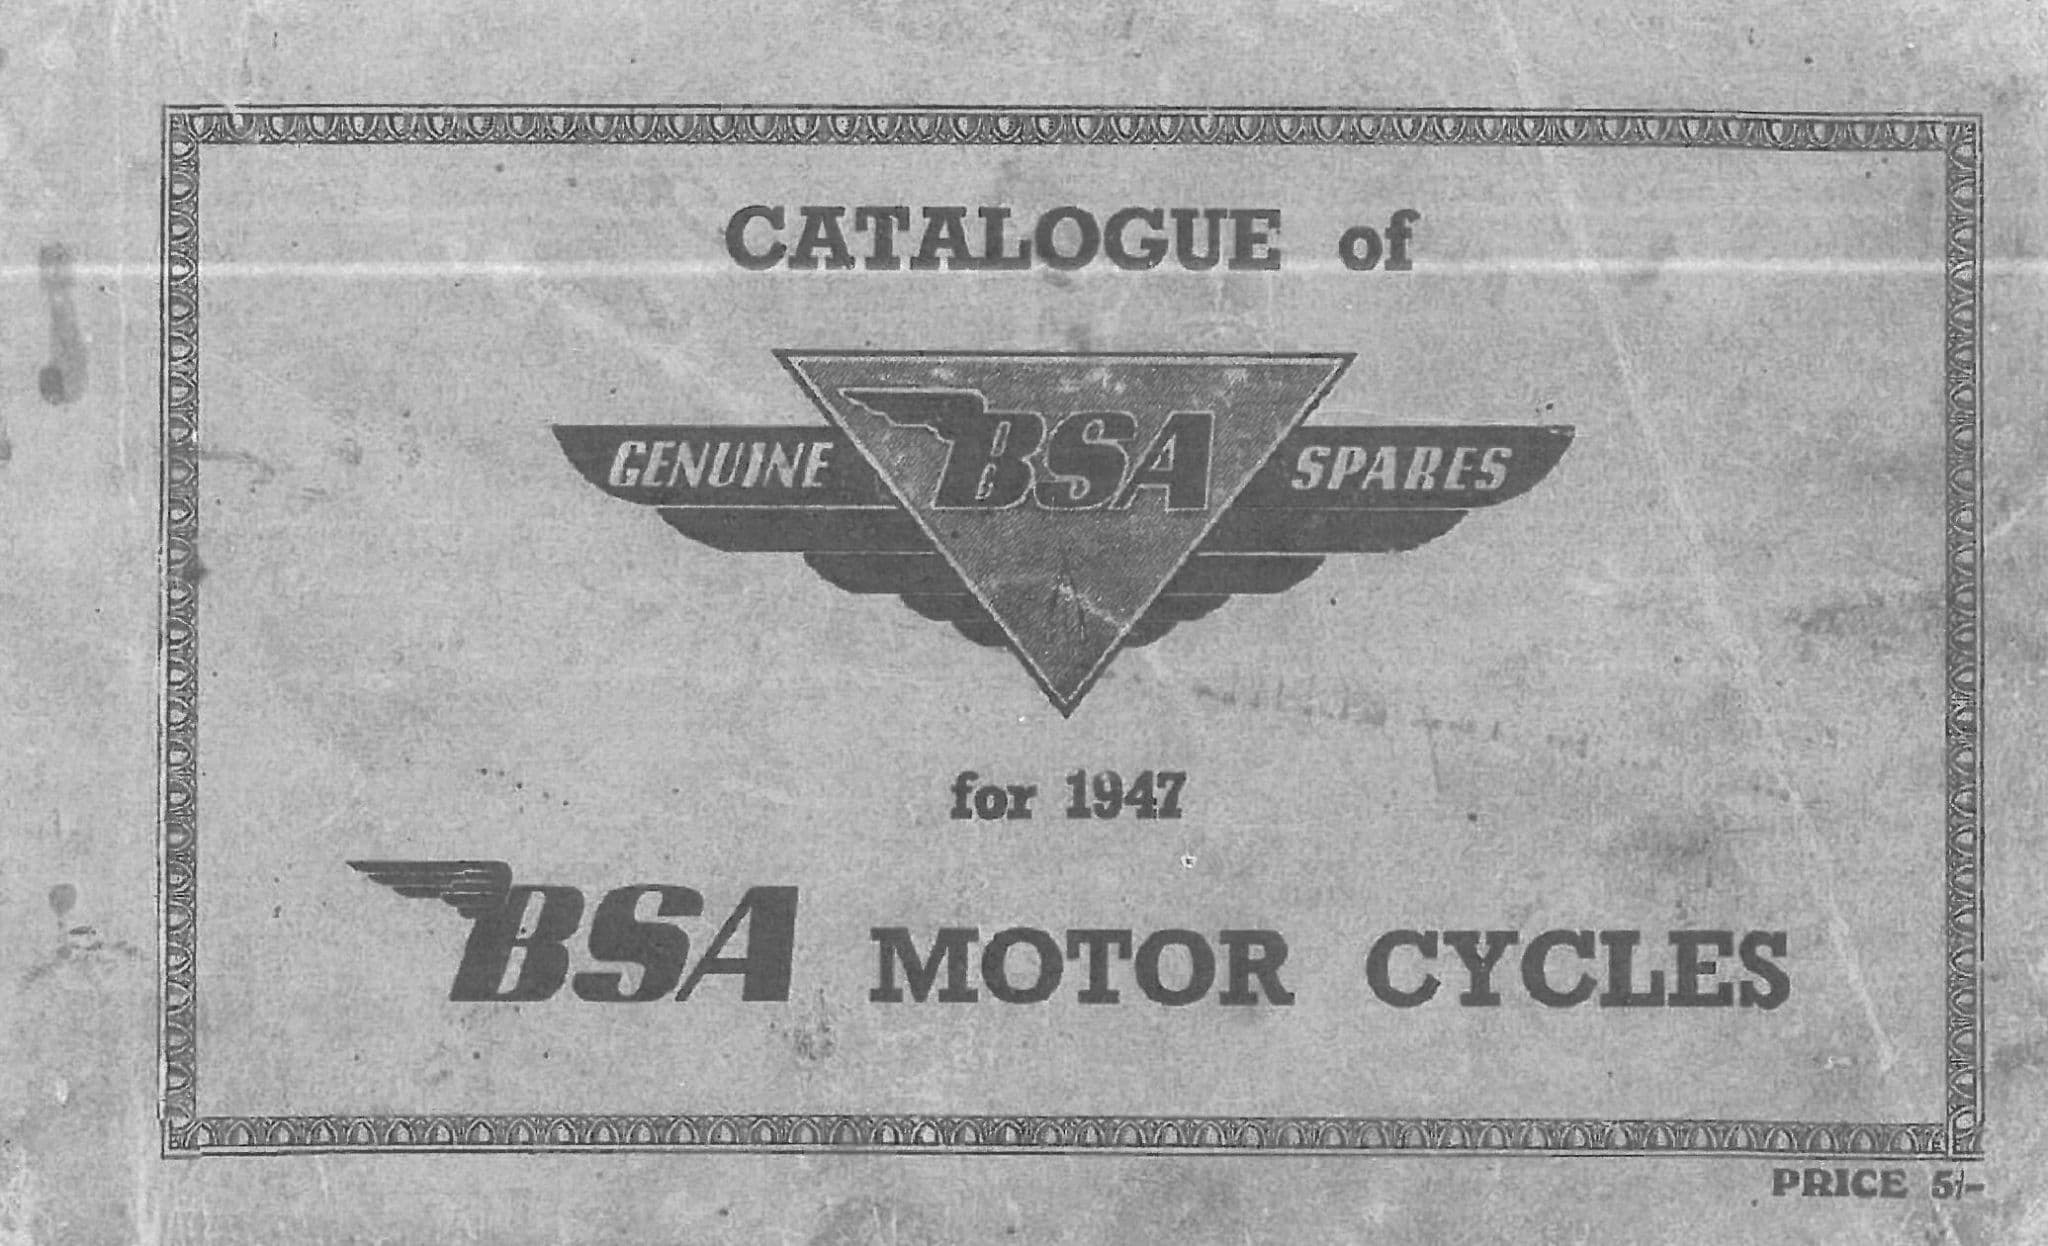 CATALOGUE of
GENUINE BSA SPARES
for 1947
BSA MOTOR CYCLES
PRICE 5/-